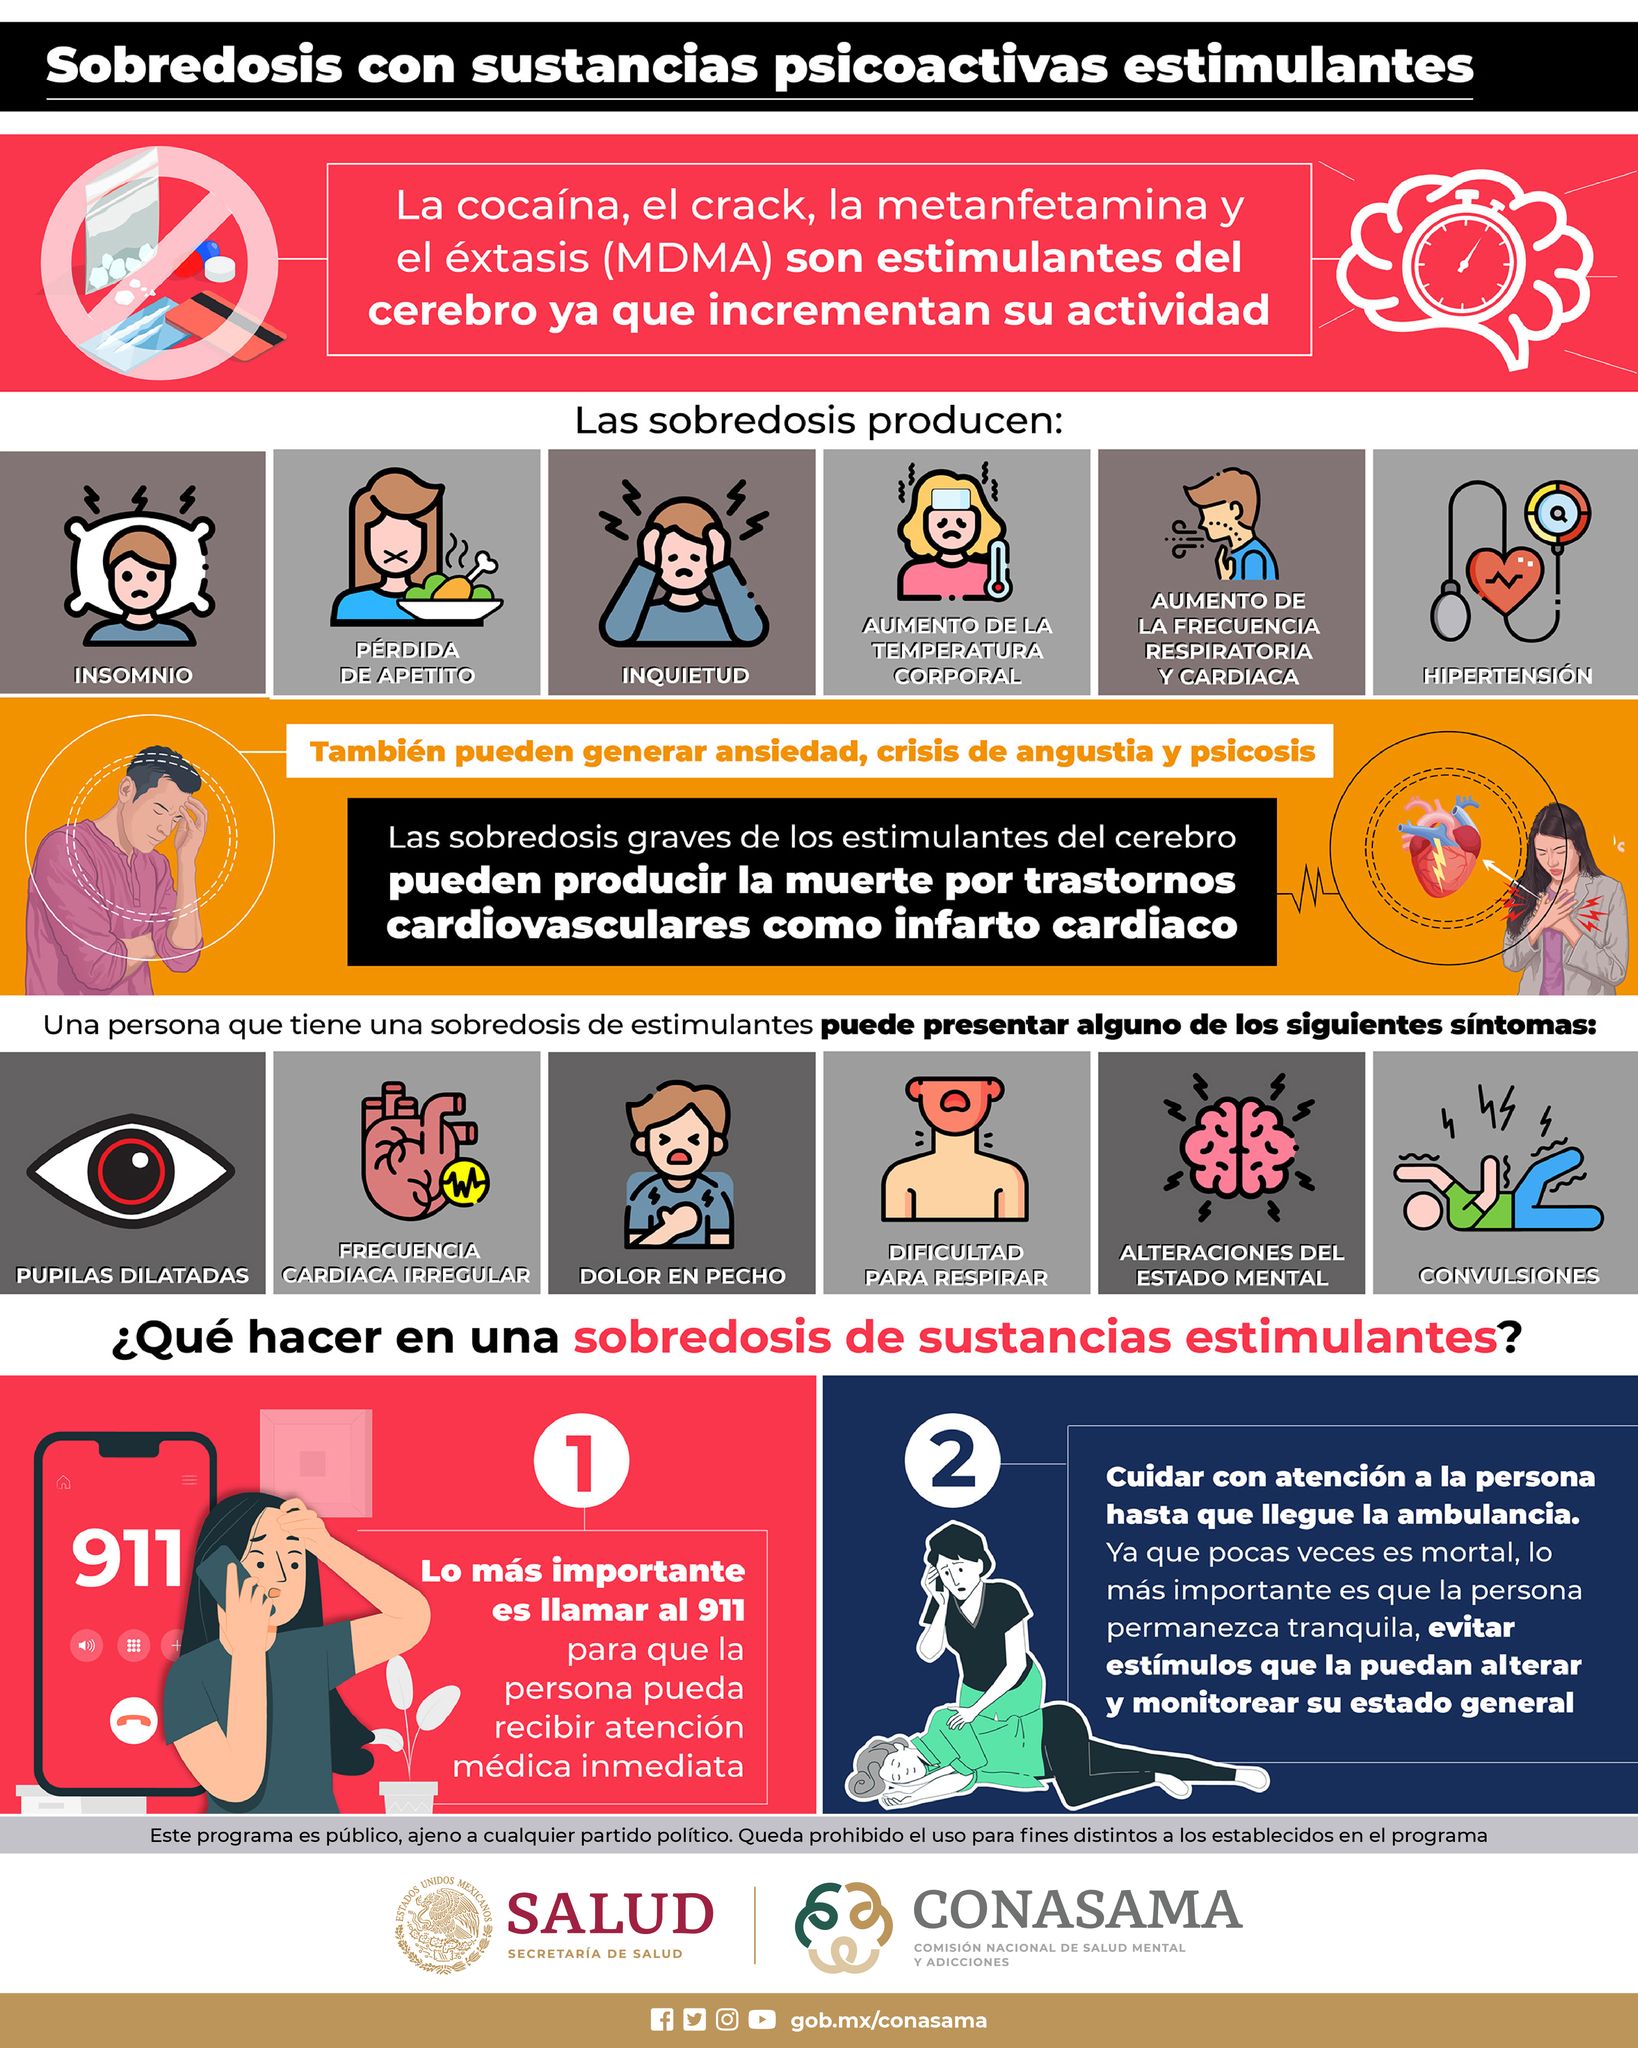 Sobredosis con sustancias psicoactivas estimulantes
La cocaína, el crack, la metanfetamina y
el éxtasis (MDMA) son estimulantes del
cerebro ya que incrementan su actividad
Las sobredosis producen:
INSOMNIO
PÉRDIDA
DE APETITO
INQUIETUD
AUMENTO DE LA
TEMPERATURA
CORPORAL
AUMENTO DE
LA FRECUENCIA
RESPIRATORIA
Y CARDIACA
HIPERTENSIÓN
También pueden generar ansiedad, crisis de angustia y psicosis
Las sobredosis graves de los estimulantes del cerebro
pueden producir la muerte por trastornos
cardiovasculares como infarto cardiaco
Una persona que tiene una sobredosis de estimulantes puede presentar alguno de los siguientes síntomas:
PUPILAS DILATADAS
FRECUENCIA
CARDIACA IRREGULAR
DOLOR EN PECHO
DIFICULTAD
PARA RESPIRAR
ALTERACIONES DEL
ESTADO MENTAL
CONVULSIONES
¿Qué hacer en una sobredosis de sustancias estimulantes?
911
1
Lo más importante
es llamar al 911
para que la
persona pueda
recibir atención
médica inmediata
2
Cuidar con atención a la persona
hasta que llegue la ambulancia.
Ya que pocas veces es mortal, lo
más importante es que la persona
permanezca tranquila, evitar
estímulos que la puedan alterar
y monitorear su estado general
Este programa es público, ajeno a cualquier partido político. Queda prohibido el uso para fines distintos a los establecidos en el programa
ESTADOS UNIDOS MEXICANOS
SALUD
SECRETARÍA DE SALUD
CONASAMA
COMISIÓN NACIONAL DE SALUD MENTAL
Y ADICCIONES
gob.mx/conasama